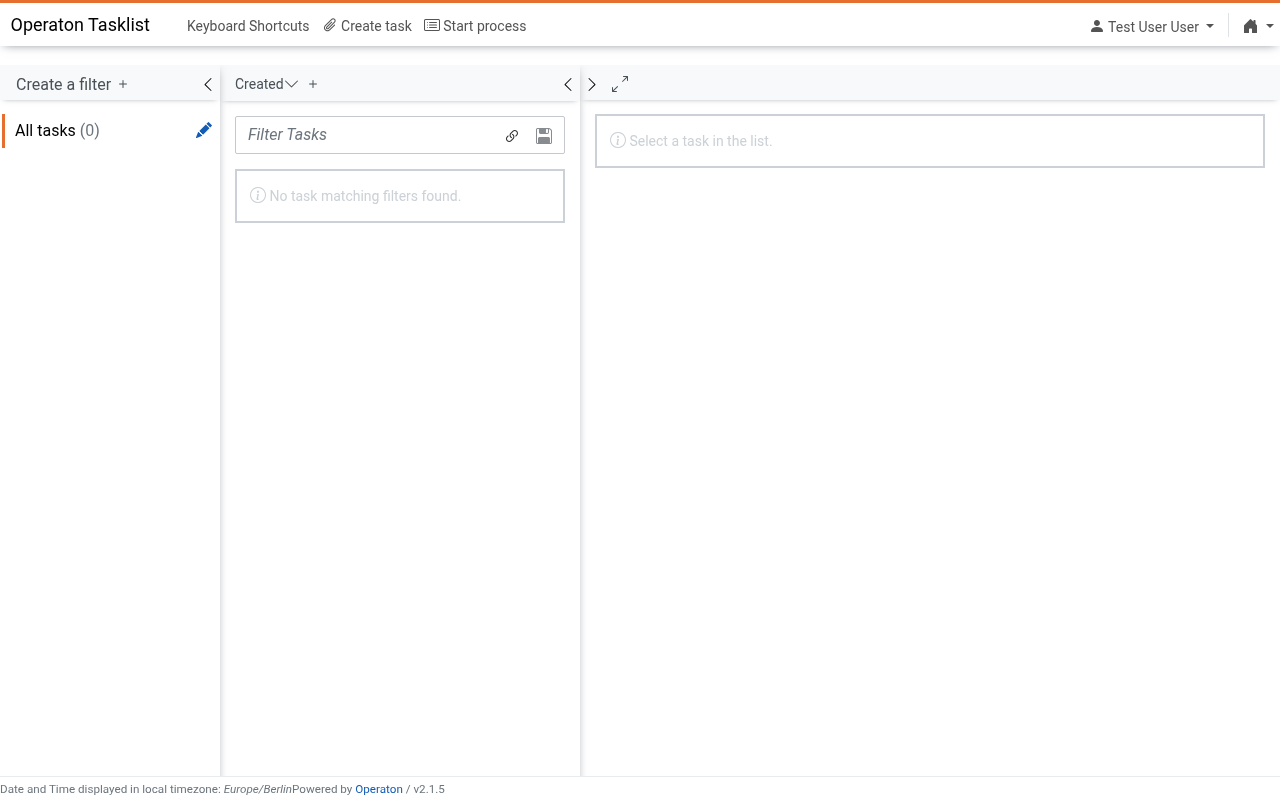 Operaton Tasklist
Keyboard Shortcuts
Create task
Start process
Test User User
Create a filter +
Created +
All tasks (0)
Filter Tasks
No task matching filters found.
Select a task in the list.
Date and Time displayed in local timezone: Europe/BerlinPowered by Operaton / v2.1.5